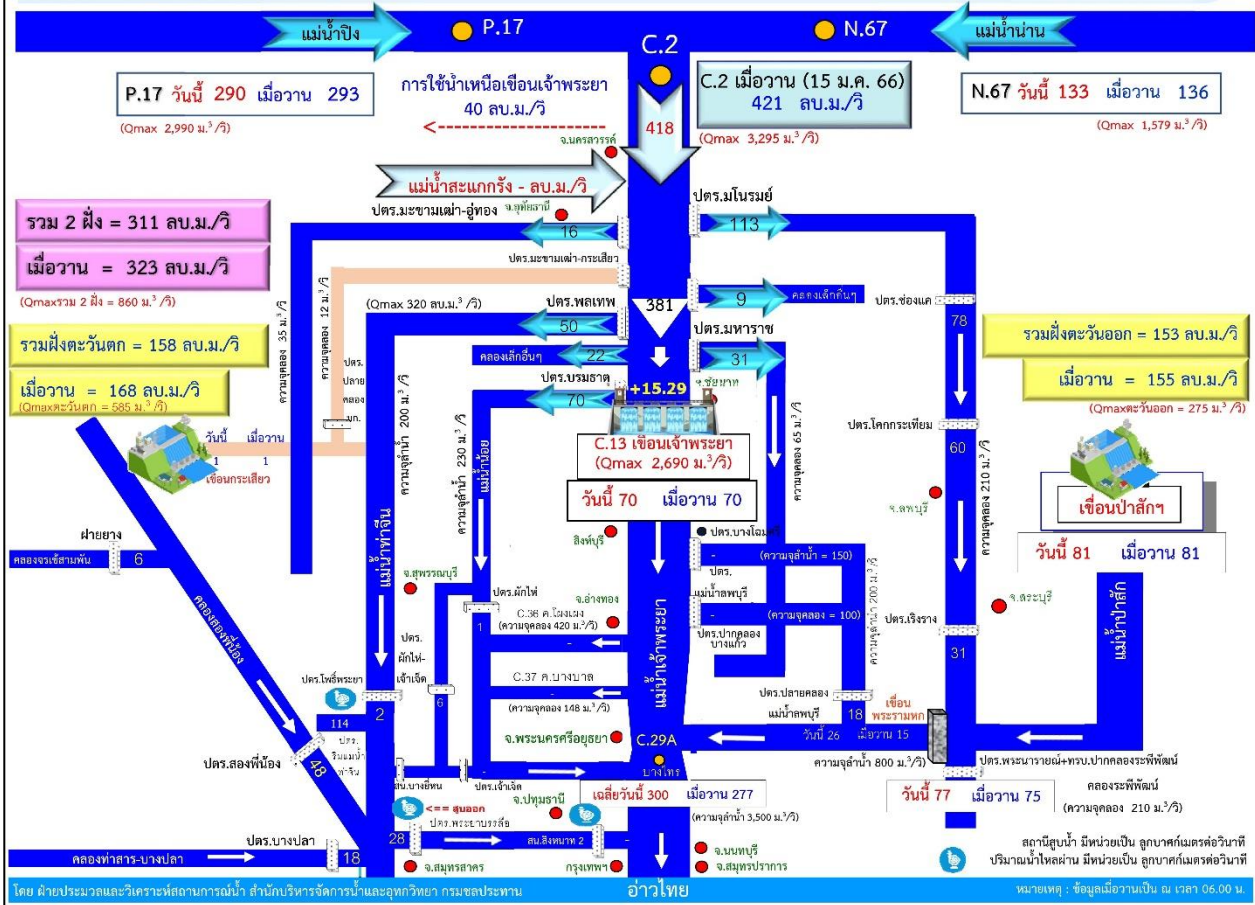 แม่น้ำปิง
P.17
C.2
N.67
แม่น้ำน่าน
P.17 วันนี้ 290 เมื่อวาน 293
(Qmax 2,990 ม.³/วิ)
การใช้น้ำเหนือเขื่อนเจ้าพระยา
40 ลบ.ม./วิ
418
C.2 เมื่อวาน (15 ม.ค. 66)
421 ลบ.ม./วิ
(Qmax 3,295 ม.³/วิ)
N.67 วันนี้ 133 เมื่อวาน 136
(Qmax 1,579 ม.³/วิ)
จ.นครสวรรค์
แม่น้ำสะแกกรัง - ลบ.ม./วิ
รวม 2 ฝั่ง = 311 ลบ.ม./วิ
เมื่อวาน = 323 ลบ.ม./วิ
(Qmaxรวม 2 ฝั่ง = 860 ม.³/วิ)
ปตร.มะขามเฒ่า-อู่ทอง
จ.อุทัยธานี
16
ปตร.มโนรมย์
113
ปตร.มะขามเฒ่า-กระเสียว
(Qmax 320 ลบ.ม.³/วิ)
ปตร.พลเทพ
50
381
9
คลองเล็กอื่นๆ
ปตร.ช่องแค
78
ความจุคลอง 35 ม³/วิ
ความจุคลอง 12 ม.³/วิ
รวมฝั่งตะวันตก = 158 ลบ.ม./วิ
เมื่อวาน = 168 ลบ.ม./วิ
(Qmaxตะวันตก = 585 ม.³/วิ)
รวมฝั่งตะวันออก = 153 ลบ.ม./วิ
เมื่อวาน = 155 ลบ.ม./วิ
(Qmaxตะวันออก = 275 ม.³/วิ)
ปตร.
ปลาย
คลอง
มก.
คลองเล็กอื่นๆ
22
ปตร.มหาราช
31
ปตร.บรมธาตุ
70
+15.29
จ.ชัยนาท
C.13 เขื่อนเจ้าพระยา
(Qmax 2,690 ม.³/วิ)
วันนี้ 70 เมื่อวาน 70
วันนี้ เมื่อวาน
1 1
เขื่อนกระเสียว
ความจุลำน้ำ 200 ม.³/วิ
ความจุลำน้ำ 230 ม.³/วิ
แม่น้ำน้อย
ความจุคลอง 65 ม.³/วิ
ปตร.โคกกระเทียม
60
ความจุคลอง 210 ม.³/วิ
จ.ลพบุรี
เขื่อนป่าสักฯ
วันนี้ 81 เมื่อวาน 81
แม่น้ำท่าจีน
ฝายยาง
คลองจรเข้สามพัน
6
สิงห์บุรี
ปตร.บางโฉมศรี
-
(ความจุลำน้ำ = 150)
ปตร.
แม่น้ำลพบุรี
-
(ความจุคลอง = 100)
ปตร.ปากคลอง
บางแก้ว
ความจุลำน้ำ 200 ม.³/วิ
จ.สุพรรณบุรี
ปตร.ผักไห่
1
จ.อ่างทอง
C.36 ค.โผงเผง
(ความจุคลอง 420 ม.³/วิ)
-
แม่น้ำเจ้าพระยา
จ.สระบุรี
ปตร.เริงราง
31
แม่น้ำป่าสัก
คลองสองพี่น้อง
ปตร.
ผักไห่-
เจ้าเจ็ด
6
C.37 ค.บางบาล
-
(ความจุคลอง 148 ม.³/วิ)
ปตร.โพธิ์พระยา
2
114
ปตร.
ริมแม่น้ำ
ท่าจีน
ปตร.ปลายคลอง
แม่น้ำลพบุรี
18
เขื่อน
พระรามหก
วันนี้ 26 เมื่อวาน 15
ความจุลำน้ำ 800 ม.³/วิ)
จ.พระนครศรีอยุธยา
C.29A
บางไทร
ปตร.สองพี่น้อง
48
สน.บางยี่หน
-
ปตร.เจ้าเจ็ด
เฉลี่ยวันนี้ 300 เมื่อวาน 277
(ความจุลำน้ำ 3,500 ม.³/วิ)
วันนี้ 77 เมื่อวาน 75
ปตร.พระนารายณ์+ทรบ.ปากคลองระพีพัฒน์
คลองระพีพัฒน์
(ความจุคลอง 210 ม.³/วิ)
<== สูบออก
จ.ปทุมธานี
ปตร.พระยาบรรลือ
28
สน.สิงหนาท 2
-
ปตร.บางปลา
คลองท่าสาร-บางปลา
18
จ.สมุทรสาคร
กรุงเทพฯ
จ.นนทบุรี
จ.สมุทรปราการ
สถานีสูบน้ำ มีหน่วยเป็น ลูกบาศก์เมตรต่อวินาที
ปริมาณน้ำไหลผ่าน มีหน่วยเป็น ลูกบาศก์เมตรต่อวินาที
โดย ฝ่ายประมวลและวิเคราะห์สถานการณ์น้ำ สำนักบริหารจัดการน้ำและอุทกวิทยา กรมชลประทาน
อ่าวไทย
หมายเหตุ : ข้อมูลเมื่อวานเป็น ณ เวลา 06.00 น.